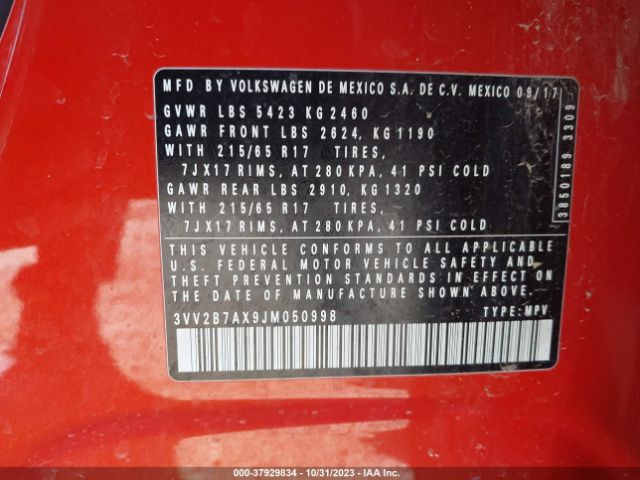 MFD BY VOLKSWAGEN DE MEXICO S.A. DE C.V. MEXICO 09/17
GVWR LBS 5423 KG 2460
GAWR FRONT LBS 2624, KG 1190
WITH 215/65 R17 TIRES,
7JX17 RIMS, AT 280 KPA, 41 PSI COLD
GAWR REAR LBS 2910, KG 1320
WITH 215/65 R17 TIRES,
7JX17 RIMS, AT 280 KPA, 41 PSI COLD
3850189 3309
THIS VEHICLE CONFORMS TO ALL APPLICABLE
U.S. FEDERAL MOTOR VEHICLE SAFETY AND
THEFT PREVENTION STANDARDS IN EFFECT ON
DATE OF MANUFACTURE SHOWN ABOVE.
3VV2B7AX9JM050998 TYPE: MPV
000-37929834 - 10/31/2023 - IAA Inc.